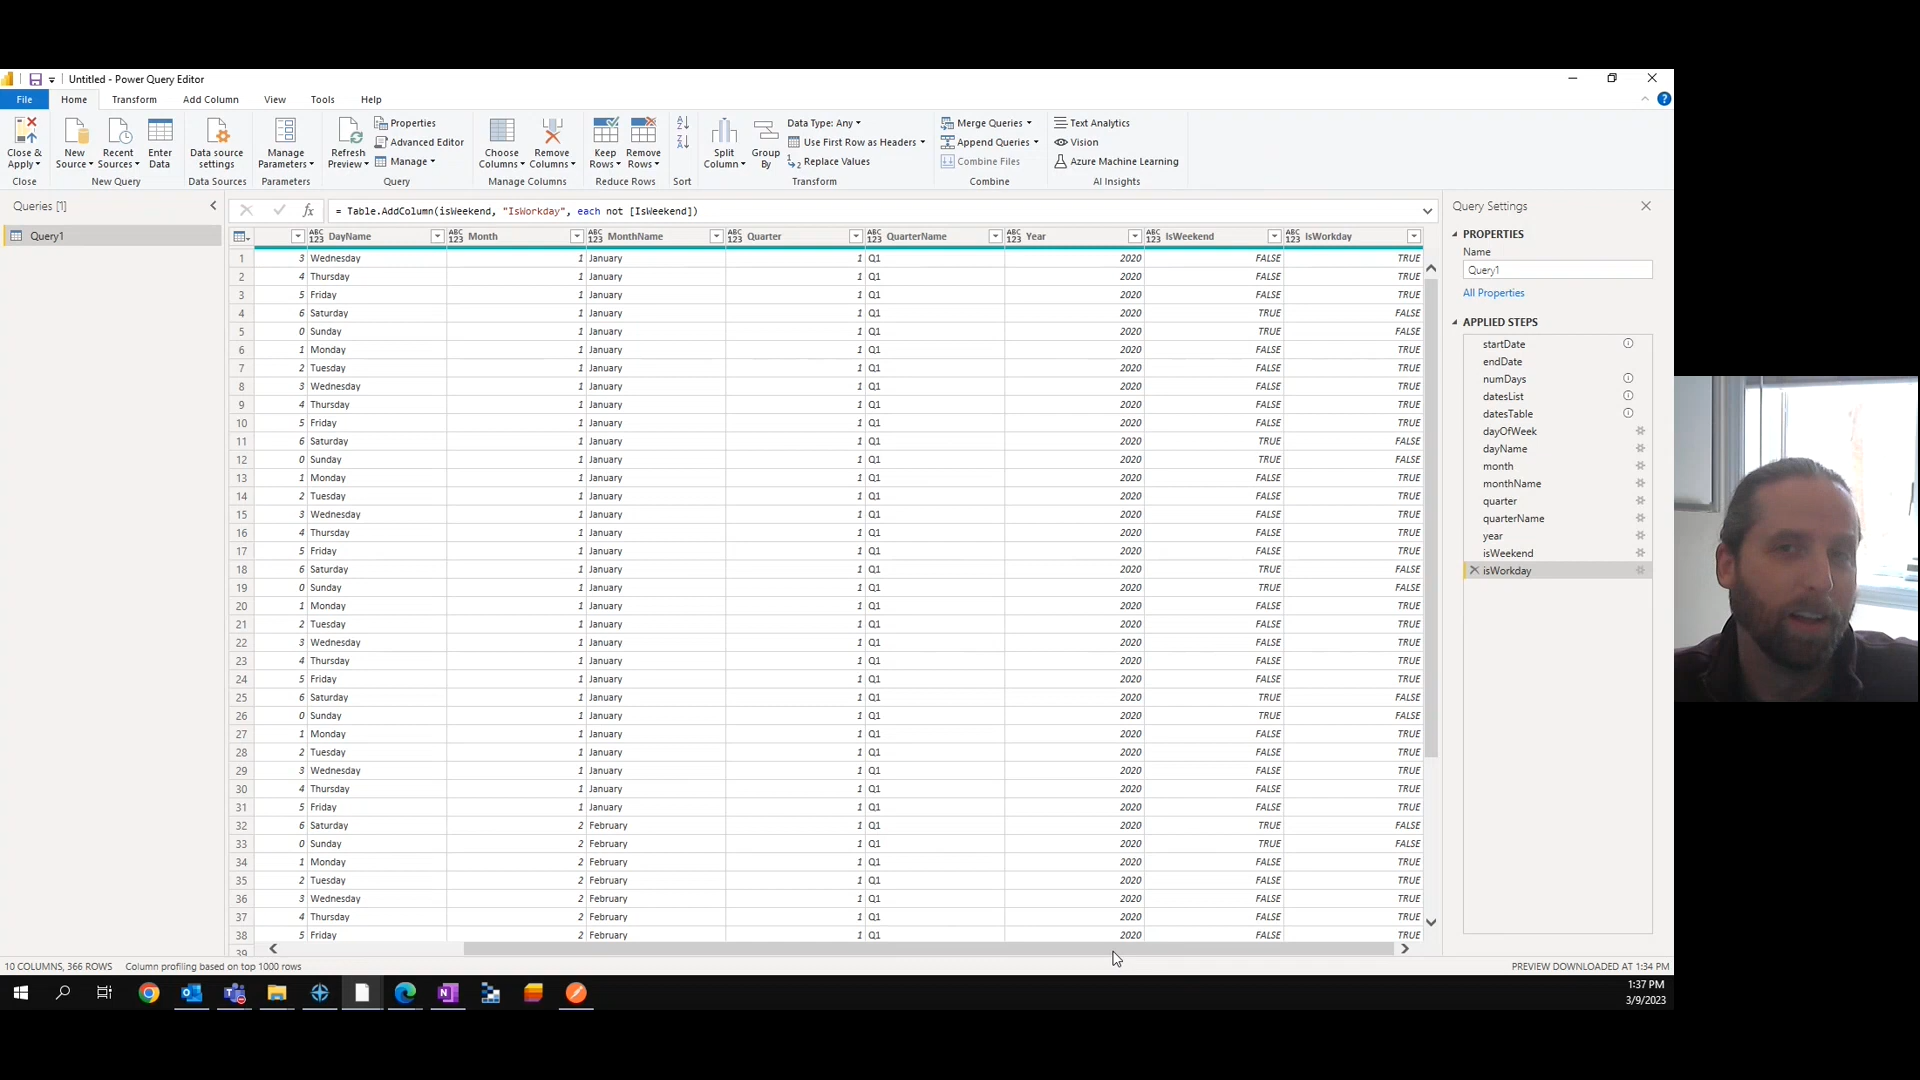 Untitled - Power Query Editor
File Home Transform Add Column View Tools Help
Close & Apply New Source Recent Sources Enter Data Data source settings Manage Parameters Refresh Preview Properties Advanced Editor Manage Choose Columns Remove Columns Keep Rows Remove Rows Split Column Group By Data Type: Any Use First Row as Headers Replace Values Merge Queries Append Queries Combine Files Text Analytics Vision Azure Machine Learning
Close New Query Data Sources Parameters Query Manage Columns Reduce Rows Sort Transform Combine AI Insights
Queries [1]
Query1
= Table.AddColumn(isWeekend, "IsWorkday", each not [IsWeekend])
ABC 123 DayName ABC 123 Month ABC 123 MonthName ABC 123 Quarter ABC 123 QuarterName ABC 123 Year ABC 123 IsWeekend ABC 123 IsWorkday
1 3 Wednesday 1 January 1 Q1 2020 FALSE TRUE
2 4 Thursday 1 January 1 Q1 2020 FALSE TRUE
3 5 Friday 1 January 1 Q1 2020 FALSE TRUE
4 6 Saturday 1 January 1 Q1 2020 TRUE FALSE
5 0 Sunday 1 January 1 Q1 2020 TRUE FALSE
6 1 Monday 1 January 1 Q1 2020 FALSE TRUE
7 2 Tuesday 1 January 1 Q1 2020 FALSE TRUE
8 3 Wednesday 1 January 1 Q1 2020 FALSE TRUE
9 4 Thursday 1 January 1 Q1 2020 FALSE TRUE
10 5 Friday 1 January 1 Q1 2020 FALSE TRUE
11 6 Saturday 1 January 1 Q1 2020 TRUE FALSE
12 0 Sunday 1 January 1 Q1 2020 TRUE FALSE
13 1 Monday 1 January 1 Q1 2020 FALSE TRUE
14 2 Tuesday 1 January 1 Q1 2020 FALSE TRUE
15 3 Wednesday 1 January 1 Q1 2020 FALSE TRUE
16 4 Thursday 1 January 1 Q1 2020 FALSE TRUE
17 5 Friday 1 January 1 Q1 2020 FALSE TRUE
18 6 Saturday 1 January 1 Q1 2020 TRUE FALSE
19 0 Sunday 1 January 1 Q1 2020 TRUE FALSE
20 1 Monday 1 January 1 Q1 2020 FALSE TRUE
21 2 Tuesday 1 January 1 Q1 2020 FALSE TRUE
22 3 Wednesday 1 January 1 Q1 2020 FALSE TRUE
23 4 Thursday 1 January 1 Q1 2020 FALSE TRUE
24 5 Friday 1 January 1 Q1 2020 FALSE TRUE
25 6 Saturday 1 January 1 Q1 2020 TRUE FALSE
26 0 Sunday 1 January 1 Q1 2020 TRUE FALSE
27 1 Monday 1 January 1 Q1 2020 FALSE TRUE
28 2 Tuesday 1 January 1 Q1 2020 FALSE TRUE
29 3 Wednesday 1 January 1 Q1 2020 FALSE TRUE
30 4 Thursday 1 January 1 Q1 2020 FALSE TRUE
31 5 Friday 1 January 1 Q1 2020 FALSE TRUE
32 6 Saturday 2 February 1 Q1 2020 TRUE FALSE
33 0 Sunday 2 February 1 Q1 2020 TRUE FALSE
34 1 Monday 2 February 1 Q1 2020 FALSE TRUE
35 2 Tuesday 2 February 1 Q1 2020 FALSE TRUE
36 3 Wednesday 2 February 1 Q1 2020 FALSE TRUE
37 4 Thursday 2 February 1 Q1 2020 FALSE TRUE
38 5 Friday 2 February 1 Q1 2020 FALSE TRUE
39
Query Settings
PROPERTIES
Name
Query1
All Properties
APPLIED STEPS
startDate
endDate
numDays
datesList
datesTable
dayOfWeek
dayName
month
monthName
quarter
quarterName
year
isWeekend
isWorkday
10 COLUMNS, 366 ROWS Column profiling based on top 1000 rows PREVIEW DOWNLOADED AT 1:34 PM
1:37 PM
3/9/2023